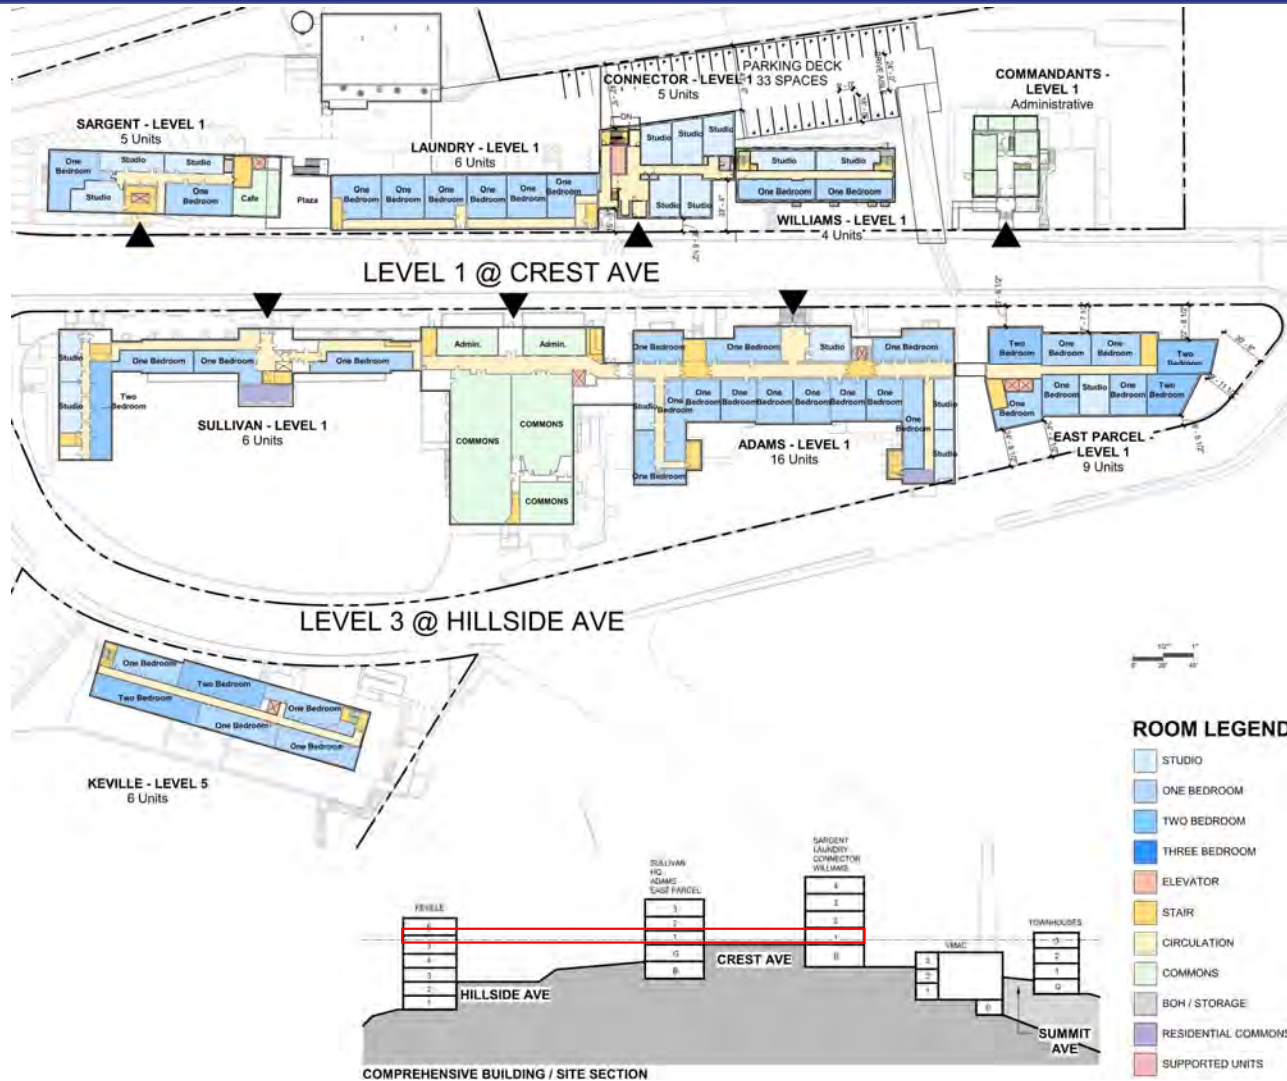 PARKING DECK
33 SPACES
CONNECTOR - LEVEL 1
5 Units
COMMANDANTS -
LEVEL 1
Administrative
SARGENT - LEVEL 1
5 Units
LAUNDRY - LEVEL 1
6 Units
One
Bedroom
Studio
Studio
Studio
One
Bedroom
Cafe
Plaza
One
Bedroom
One
Bedroom
One
Bedroom
One
Bedroom
One
Bedroom
One
Bedroom
DN
Studio
Studio
Studio
Studio
Studio
Studio
Studio
One Bedroom
One Bedroom
WILLIAMS - LEVEL 1
4 Units
LEVEL 1 @ CREST AVE
Studio
Studio
One Bedroom
One Bedroom
One Bedroom
Two
Bedroom
SULLIVAN - LEVEL 1
6 Units
Admin.
Admin.
COMMONS
COMMONS
COMMONS
One Bedroom
One Bedroom
Studio
One Bedroom
Studio
One
Bedroom
One
Bedroom
One
Bedroom
One
Bedroom
One
Bedroom
One
Bedroom
One
Bedroom
Studio
Studio
One Bedroom
ADAMS - LEVEL 1
16 Units
Two
Bedroom
One
Bedroom
One
Bedroom
Two
Bedroom
One
Bedroom
One
Bedroom
Studio
One
Bedroom
Two
Bedroom
EAST PARCEL -
LEVEL 1
9 Units
LEVEL 3 @ HILLSIDE AVE
One Bedroom
Two Bedroom
One Bedroom
Two Bedroom
One Bedroom
One Bedroom
KEVILLE - LEVEL 5
6 Units
ROOM LEGEND
STUDIO
ONE BEDROOM
TWO BEDROOM
THREE BEDROOM
ELEVATOR
STAIR
CIRCULATION
COMMONS
BOH / STORAGE
RESIDENTIAL COMMONS
SUPPORTED UNITS
KEVILLE
SULLIVAN
HQ
ADAMS
EAST PARCEL
SARGENT
LAUNDRY
CONNECTOR
WILLIAMS
VMAC
TOWNHOUSES
HILLSIDE AVE
CREST AVE
SUMMIT
AVE
COMPREHENSIVE BUILDING / SITE SECTION